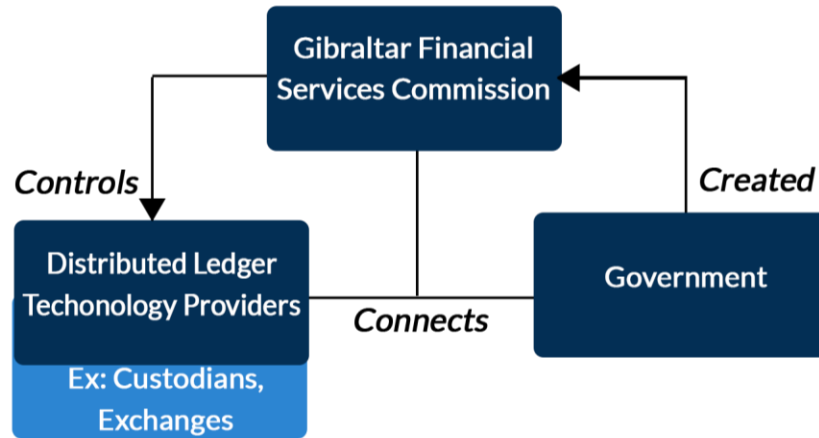 Gibraltar Financial
Services Commission
Controls
Created
Distributed Ledger
Techonology Providers
Government
Connects
Ex: Custodians,
Exchanges